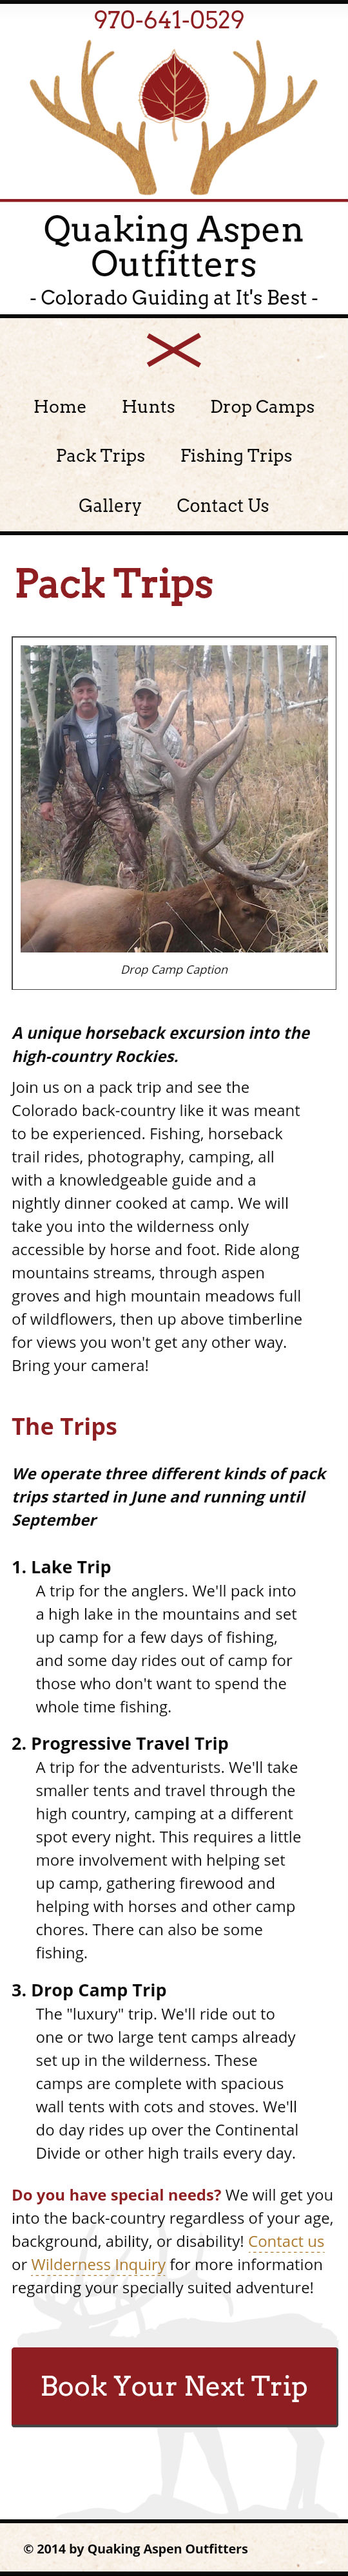 970-641-0529
Quaking Aspen
Outfitters
- Colorado Guiding at It's Best -
Home Hunts Drop Camps
Pack Trips Fishing Trips
Gallery Contact Us
Pack Trips
Drop Camp Caption
A unique horseback excursion into the
high-country Rockies.
Join us on a pack trip and see the
Colorado back-country like it was meant
to be experienced. Fishing, horseback
trail rides, photography, camping, all
with a knowledgeable guide and a
nightly dinner cooked at camp. We will
take you into the wilderness only
accessible by horse and foot. Ride along
mountains streams, through aspen
groves and high mountain meadows full
of wildflowers, then up above timberline
for views you won't get any other way.
Bring your camera!
The Trips
We operate three different kinds of pack
trips started in June and running until
September
1. Lake Trip
A trip for the anglers. We'll pack into
a high lake in the mountains and set
up camp for a few days of fishing,
and some day rides out of camp for
those who don't want to spend the
whole time fishing.
2. Progressive Travel Trip
A trip for the adventurists. We'll take
smaller tents and travel through the
high country, camping at a different
spot every night. This requires a little
more involvement with helping set
up camp, gathering firewood and
helping with horses and other camp
chores. There can also be some
fishing.
3. Drop Camp Trip
The "luxury" trip. We'll ride out to
one or two large tent camps already
set up in the wilderness. These
camps are complete with spacious
wall tents with cots and stoves. We'll
do day rides up over the Continental
Divide or other high trails every day.
Do you have special needs? We will get you
into the back-country regardless of your age,
background, ability, or disability! Contact us
or Wilderness Inquiry for more information
regarding your specially suited adventure!
Book Your Next Trip
© 2014 by Quaking Aspen Outfitters